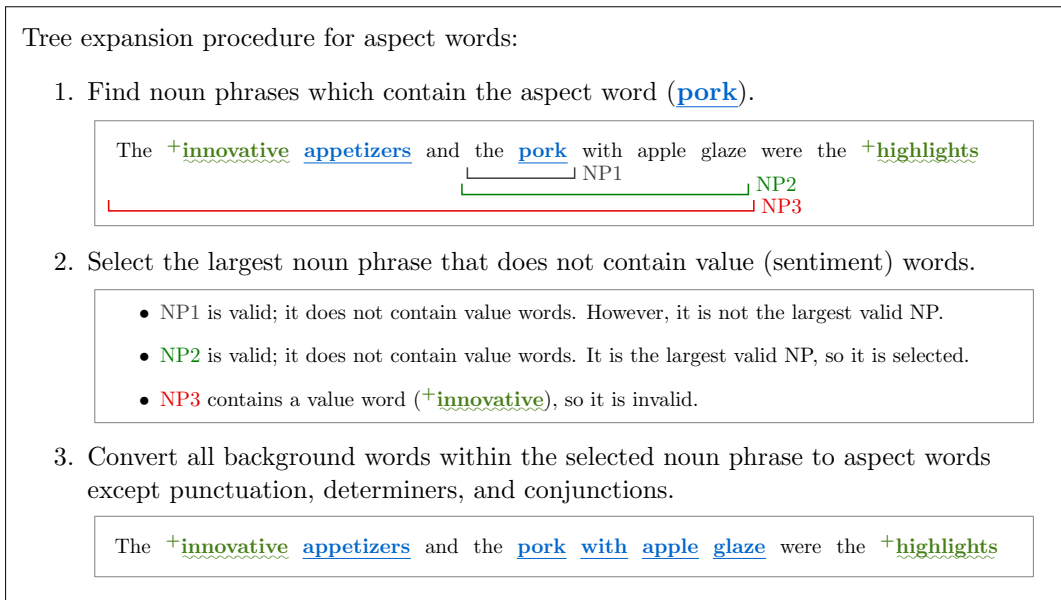 Tree expansion procedure for aspect words:
1. Find noun phrases which contain the aspect word (pork).
The +innovative appetizers and the pork with apple glaze were the +highlights
NP1
NP2
NP3
2. Select the largest noun phrase that does not contain value (sentiment) words.
• NP1 is valid; it does not contain value words. However, it is not the largest valid NP.
• NP2 is valid; it does not contain value words. It is the largest valid NP, so it is selected.
• NP3 contains a value word (+innovative), so it is invalid.
3. Convert all background words within the selected noun phrase to aspect words
except punctuation, determiners, and conjunctions.
The +innovative appetizers and the pork with apple glaze were the +highlights